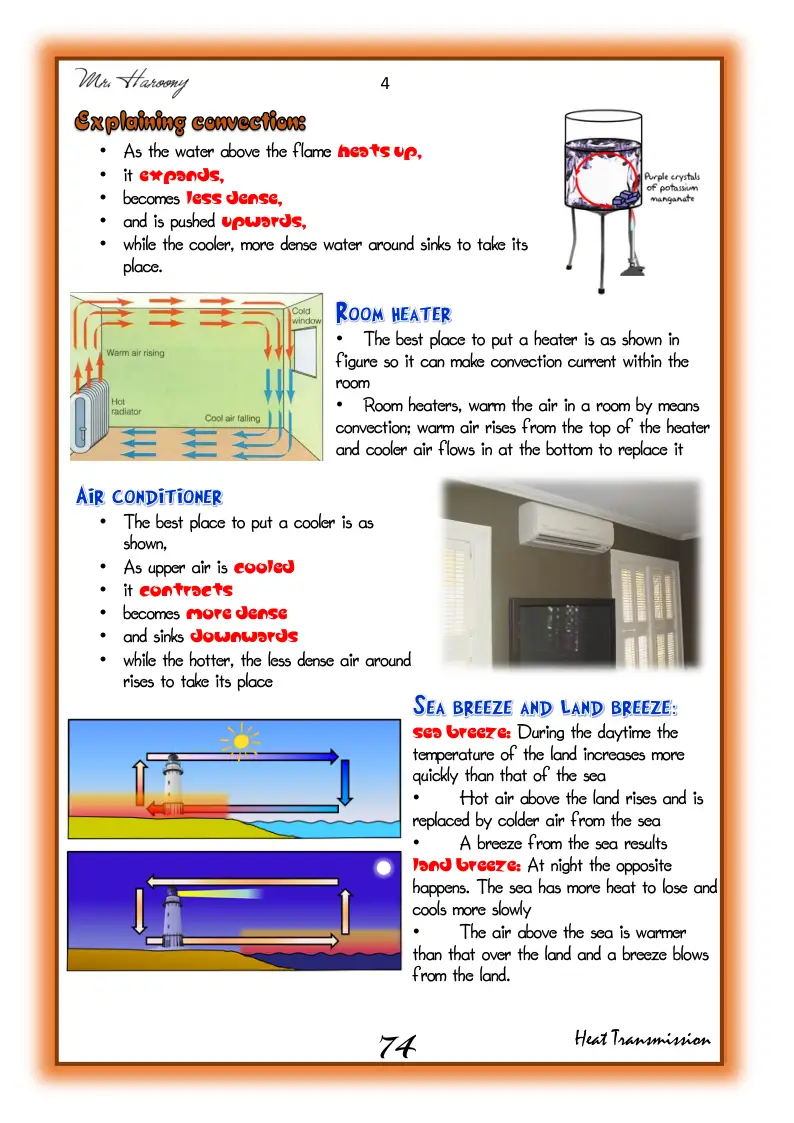 Mr. Haroony
4
Explaining convection:
• As the water above the flame heats up,
• it expands,
• becomes less dense,
• and is pushed upwards,
• while the cooler, more dense water around sinks to take its
place.
Purple crystals
of potassium
manganate
Cold
window
Warm air rising
Hot
radiator
Cool air falling
ROOM HEATER
• The best place to put a heater is as shown in
figure so it can make convection current within the
room
• Room heaters, warm the air in a room by means
convection; warm air rises from the top of the heater
and cooler air flows in at the bottom to replace it
AIR CONDITIONER
• The best place to put a cooler is as
shown,
• As upper air is cooled
• it contracts
• becomes more dense
• and sinks downwards
• while the hotter, the less dense air around
rises to take its place
SEA BREEZE AND LAND BREEZE:
sea breeze: During the daytime the
temperature of the land increases more
quickly than that of the sea
• Hot air above the land rises and is
replaced by colder air from the sea
• A breeze from the sea results
land breeze: At night the opposite
happens. The sea has more heat to lose and
cools more slowly
• The air above the sea is warmer
than that over the land and a breeze blows
from the land.
74
Heat Transmission